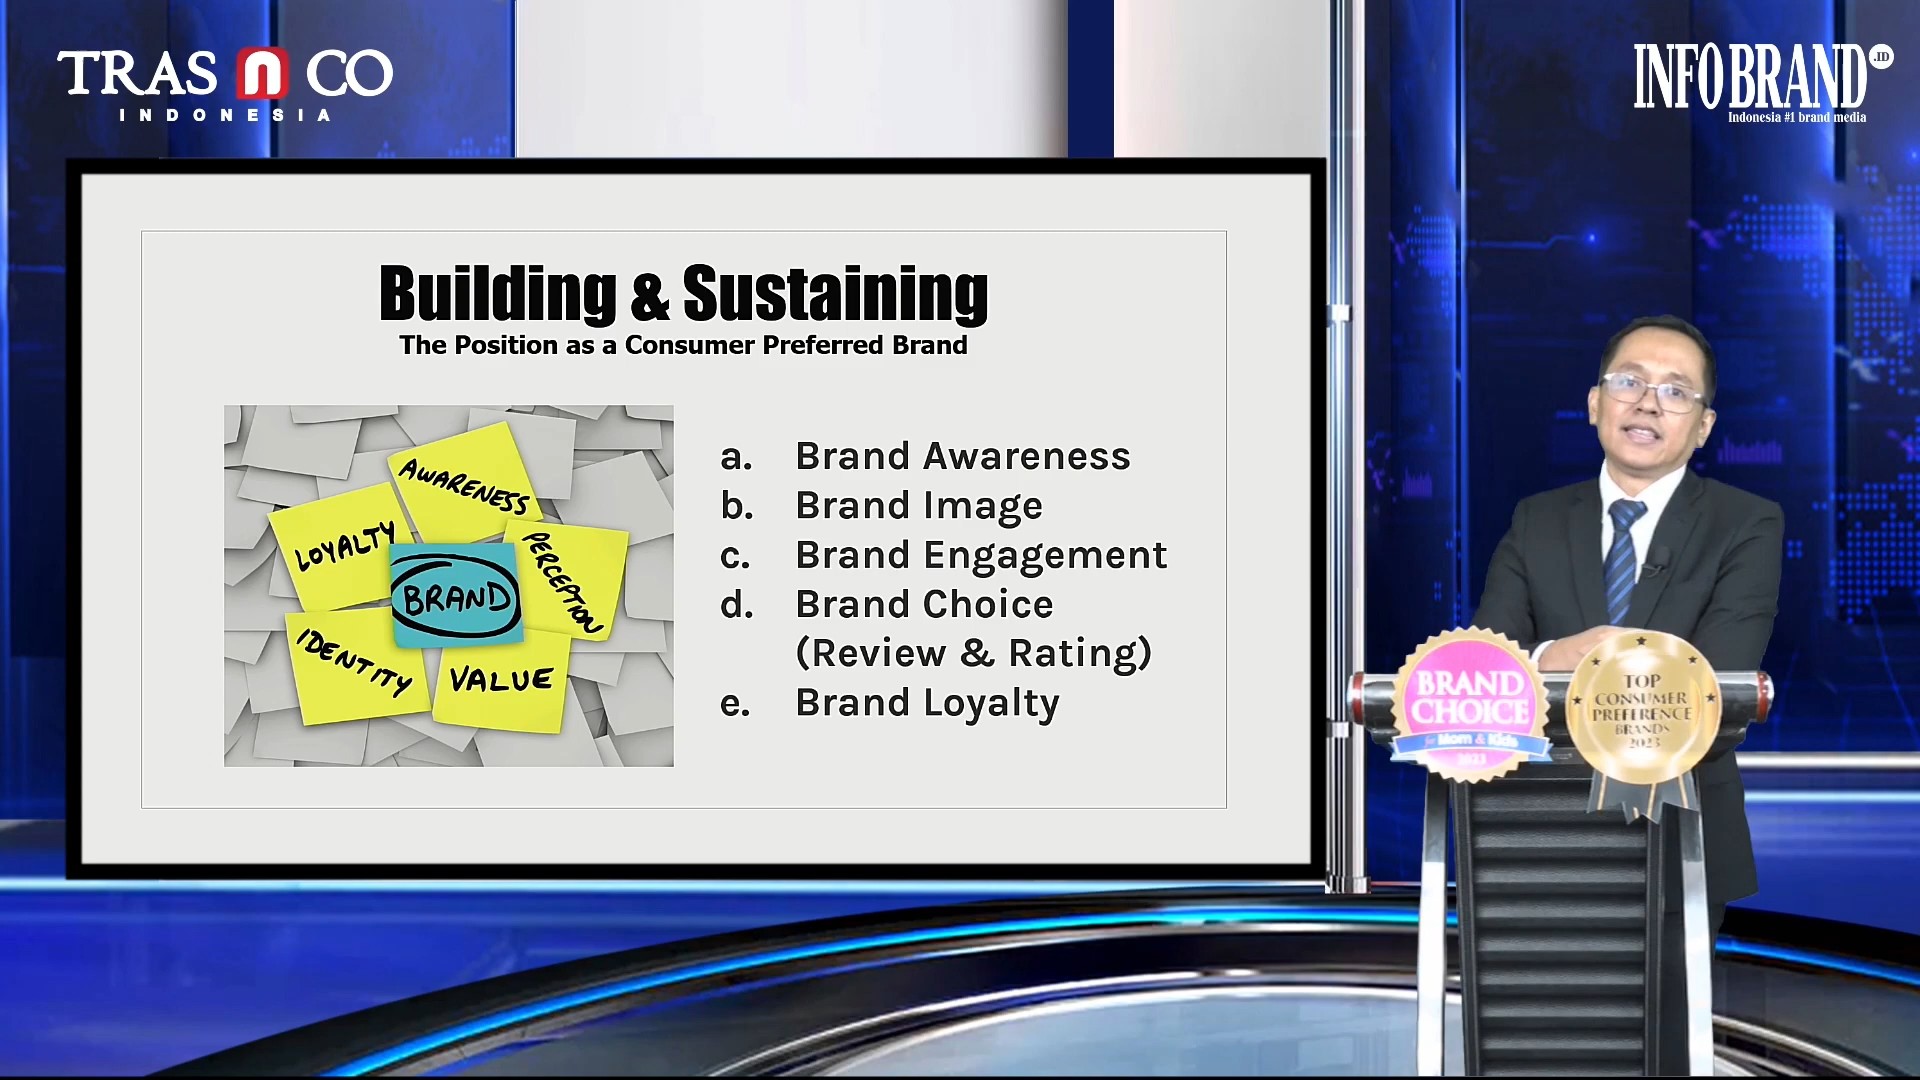 TRAS n CO
INDONESIA
INFOBRAND .ID
Indonesia #1 brand media
Building & Sustaining
The Position as a Consumer Preferred Brand
AWARENESS
LOYALTY
PERCEPTION
BRAND
IDENTITY
VALUE
a. Brand Awareness
b. Brand Image
c. Brand Engagement
d. Brand Choice
(Review & Rating)
e. Brand Loyalty
BRAND
CHOICE
for Mom & Kids
2023
TOP
CONSUMER
PREFERENCE
BRANDS
2023